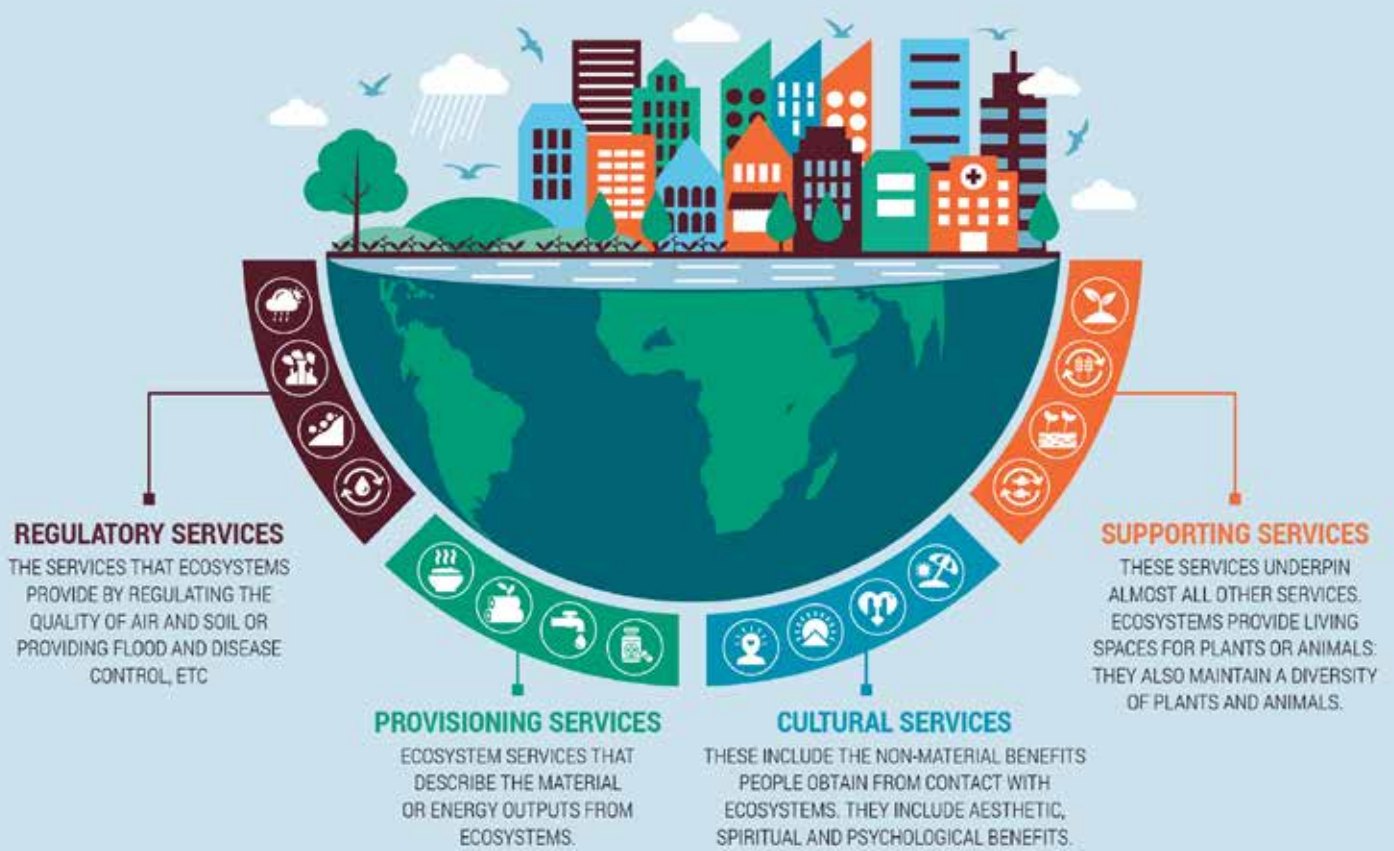 REGULATORY SERVICES
THE SERVICES THAT ECOSYSTEMS
PROVIDE BY REGULATING THE
QUALITY OF AIR AND SOIL OR
PROVIDING FLOOD AND DISEASE
CONTROL, ETC
PROVISIONING SERVICES
ECOSYSTEM SERVICES THAT
DESCRIBE THE MATERIAL
OR ENERGY OUTPUTS FROM
ECOSYSTEMS.
CULTURAL SERVICES
THESE INCLUDE THE NON-MATERIAL BENEFITS
PEOPLE OBTAIN FROM CONTACT WITH
ECOSYSTEMS. THEY INCLUDE AESTHETIC,
SPIRITUAL AND PSYCHOLOGICAL BENEFITS.
SUPPORTING SERVICES
THESE SERVICES UNDERPIN
ALMOST ALL OTHER SERVICES.
ECOSYSTEMS PROVIDE LIVING
SPACES FOR PLANTS OR ANIMALS:
THEY ALSO MAINTAIN A DIVERSITY
OF PLANTS AND ANIMALS.